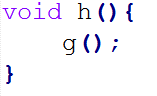 void h(){
    g();
}